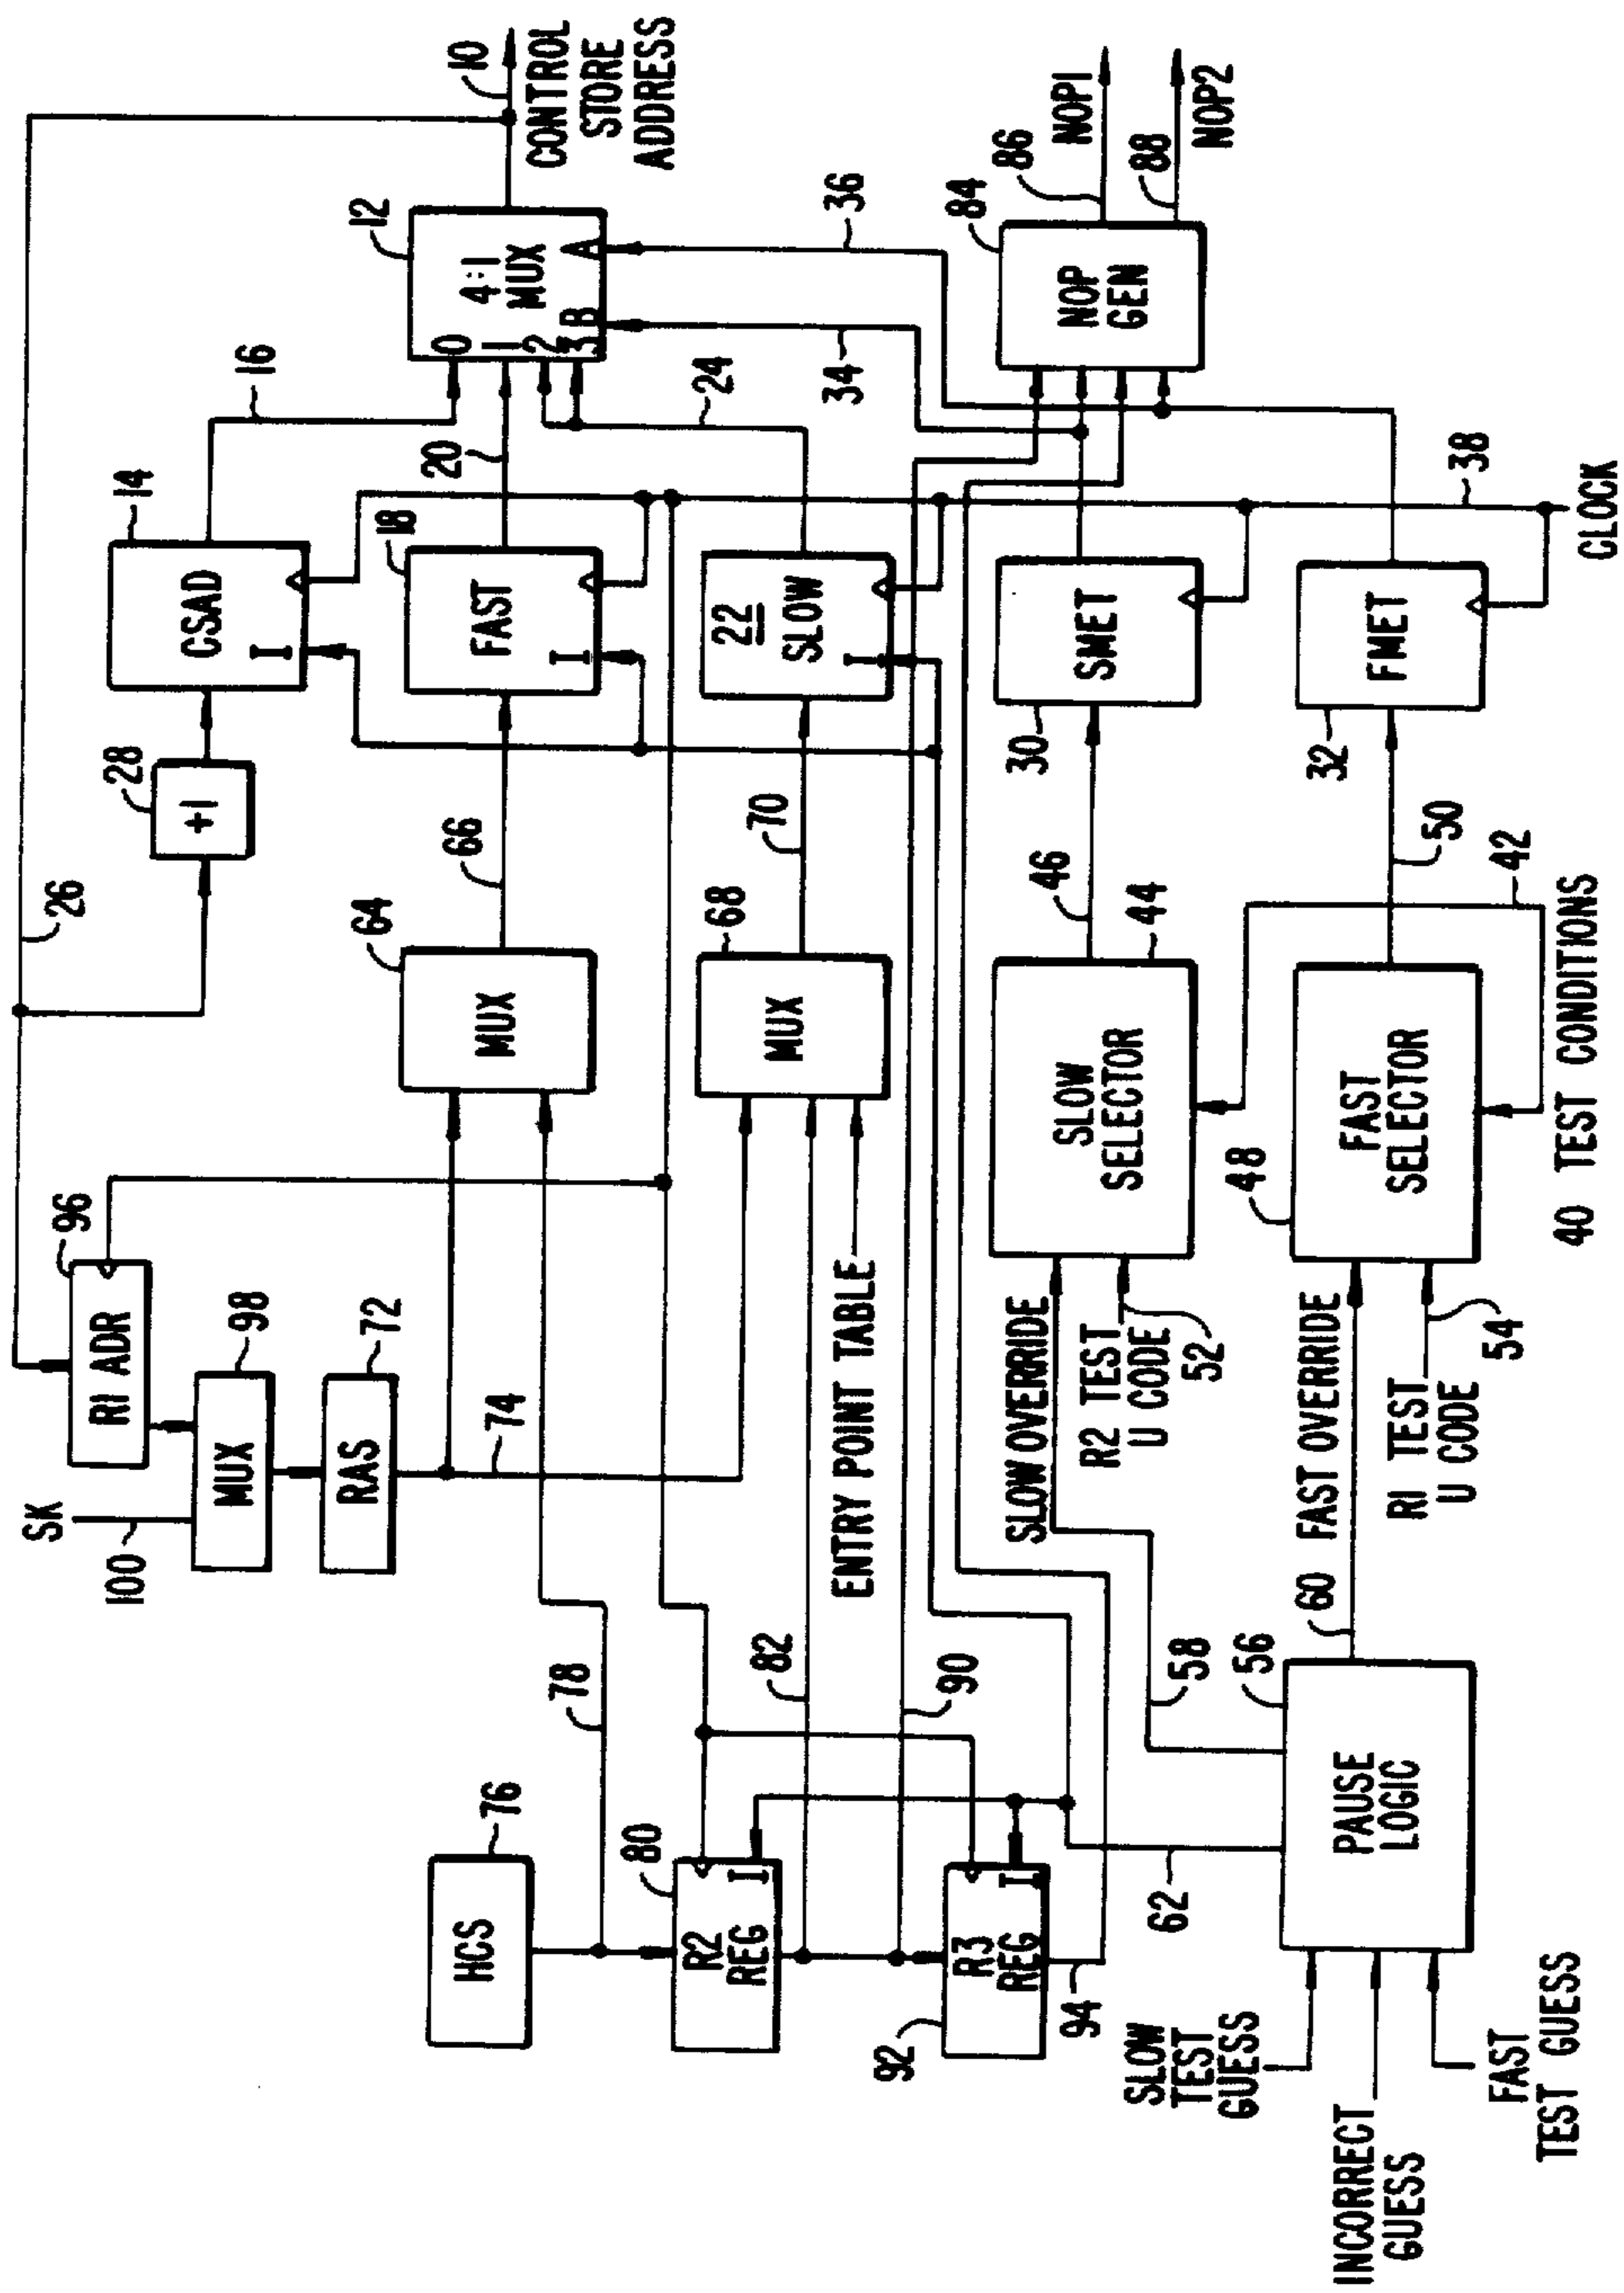 10
CONTROL
STORE
ADDRESS
12
4:1
MUX
0
1
2
3
B
A
16
14
CSAD
I
28
+1
26
20
18
FAST
I
66
64
MUX
24
22
SLOW
I
70
68
MUX
36
34
84
NOP
GEN
86
NOP1
88
NOP2
30
SMET
32
FMET
38
CLOCK
46
44
SLOW
SELECTOR
50
42
48
FAST
SELECTOR
40 TEST CONDITIONS
96
R1 ADR
98
MUX
SK
100
72
RAS
74
ENTRY POINT TABLE
SLOW OVERRIDE
R2 TEST
U CODE
52
60 FAST OVERRIDE
R1 TEST
U CODE
54
78
76
HCS
80
R2
REG
I
82
90
92
R3
REG
I
94
62
58
56
PAUSE
LOGIC
SLOW
TEST
GUESS
INCORRECT
GUESS
FAST
TEST GUESS